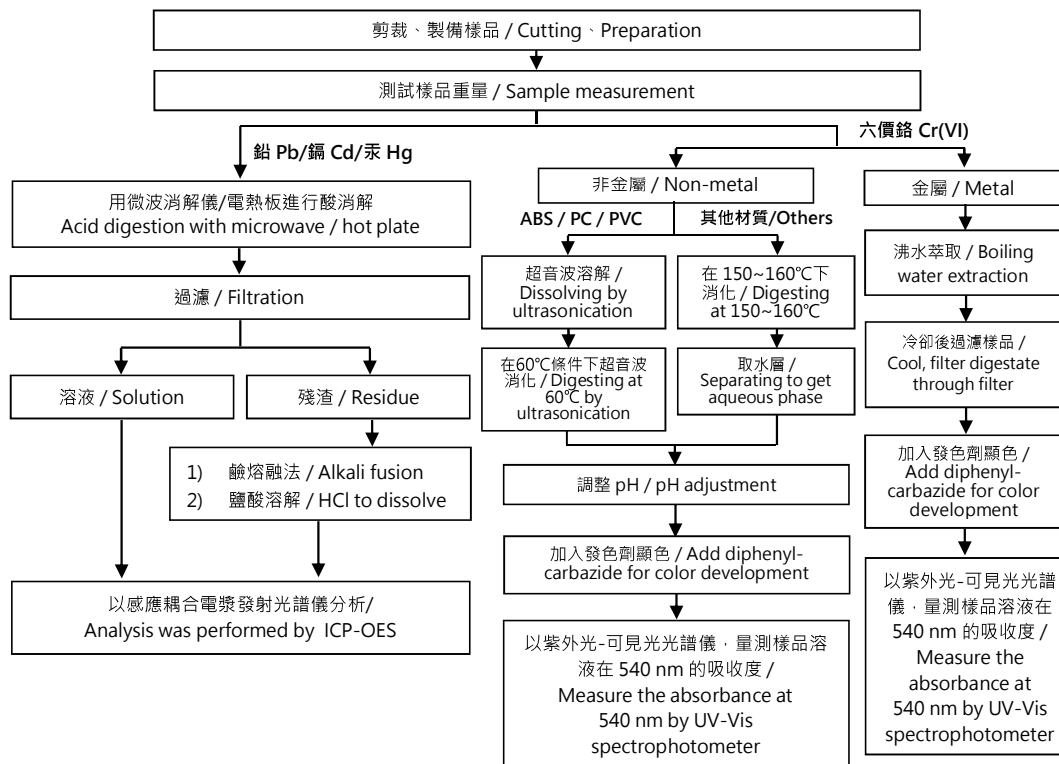 剪裁、製備樣品 / Cutting、Preparation
測試樣品重量 / Sample measurement
鉛 Pb/鎘 Cd/汞 Hg
六價鉻 Cr(VI)
用微波消解儀/電熱板進行酸消解
Acid digestion with microwave / hot plate
非金屬 / Non-metal
金屬 / Metal
ABS / PC / PVC
其他材質/Others
過濾 / Filtration
超音波溶解 /
Dissolving by
ultrasonication
在 150~160℃下
消化 / Digesting
at 150~160℃
沸水萃取 / Boiling
water extraction
溶液 / Solution
殘渣 / Residue
在60℃條件下超音波
消化 / Digesting at
60℃ by
ultrasonication
取水層 /
Separating to get
aqueous phase
冷卻後過濾樣品 /
Cool, filter digestate
through filter
1) 鹼熔融法 / Alkali fusion
2) 鹽酸溶解 / HCl to dissolve
調整 pH / pH adjustment
加入發色劑顯色 /
Add diphenyl-
carbazide for color
development
加入發色劑顯色 / Add diphenyl-
carbazide for color development
以感應耦合電漿發射光譜儀分析/
Analysis was performed by ICP-OES
以紫外光-可見光光譜儀，量測樣品溶
液在 540 nm 的吸收度 /
Measure the absorbance at
540 nm by UV-Vis
spectrophotometer
以紫外光-可見光光譜
儀，量測樣品溶液在
540 nm 的吸收度 /
Measure the
absorbance at
540 nm by UV-Vis
spectrophotometer